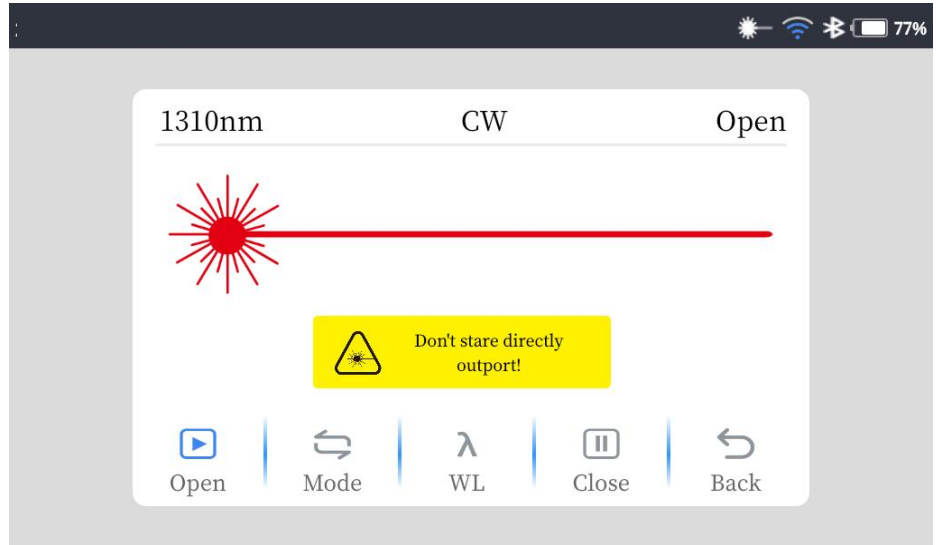 77%
1310nm CW Open
Don't stare directly
outport!
Open Mode λ WL Close Back